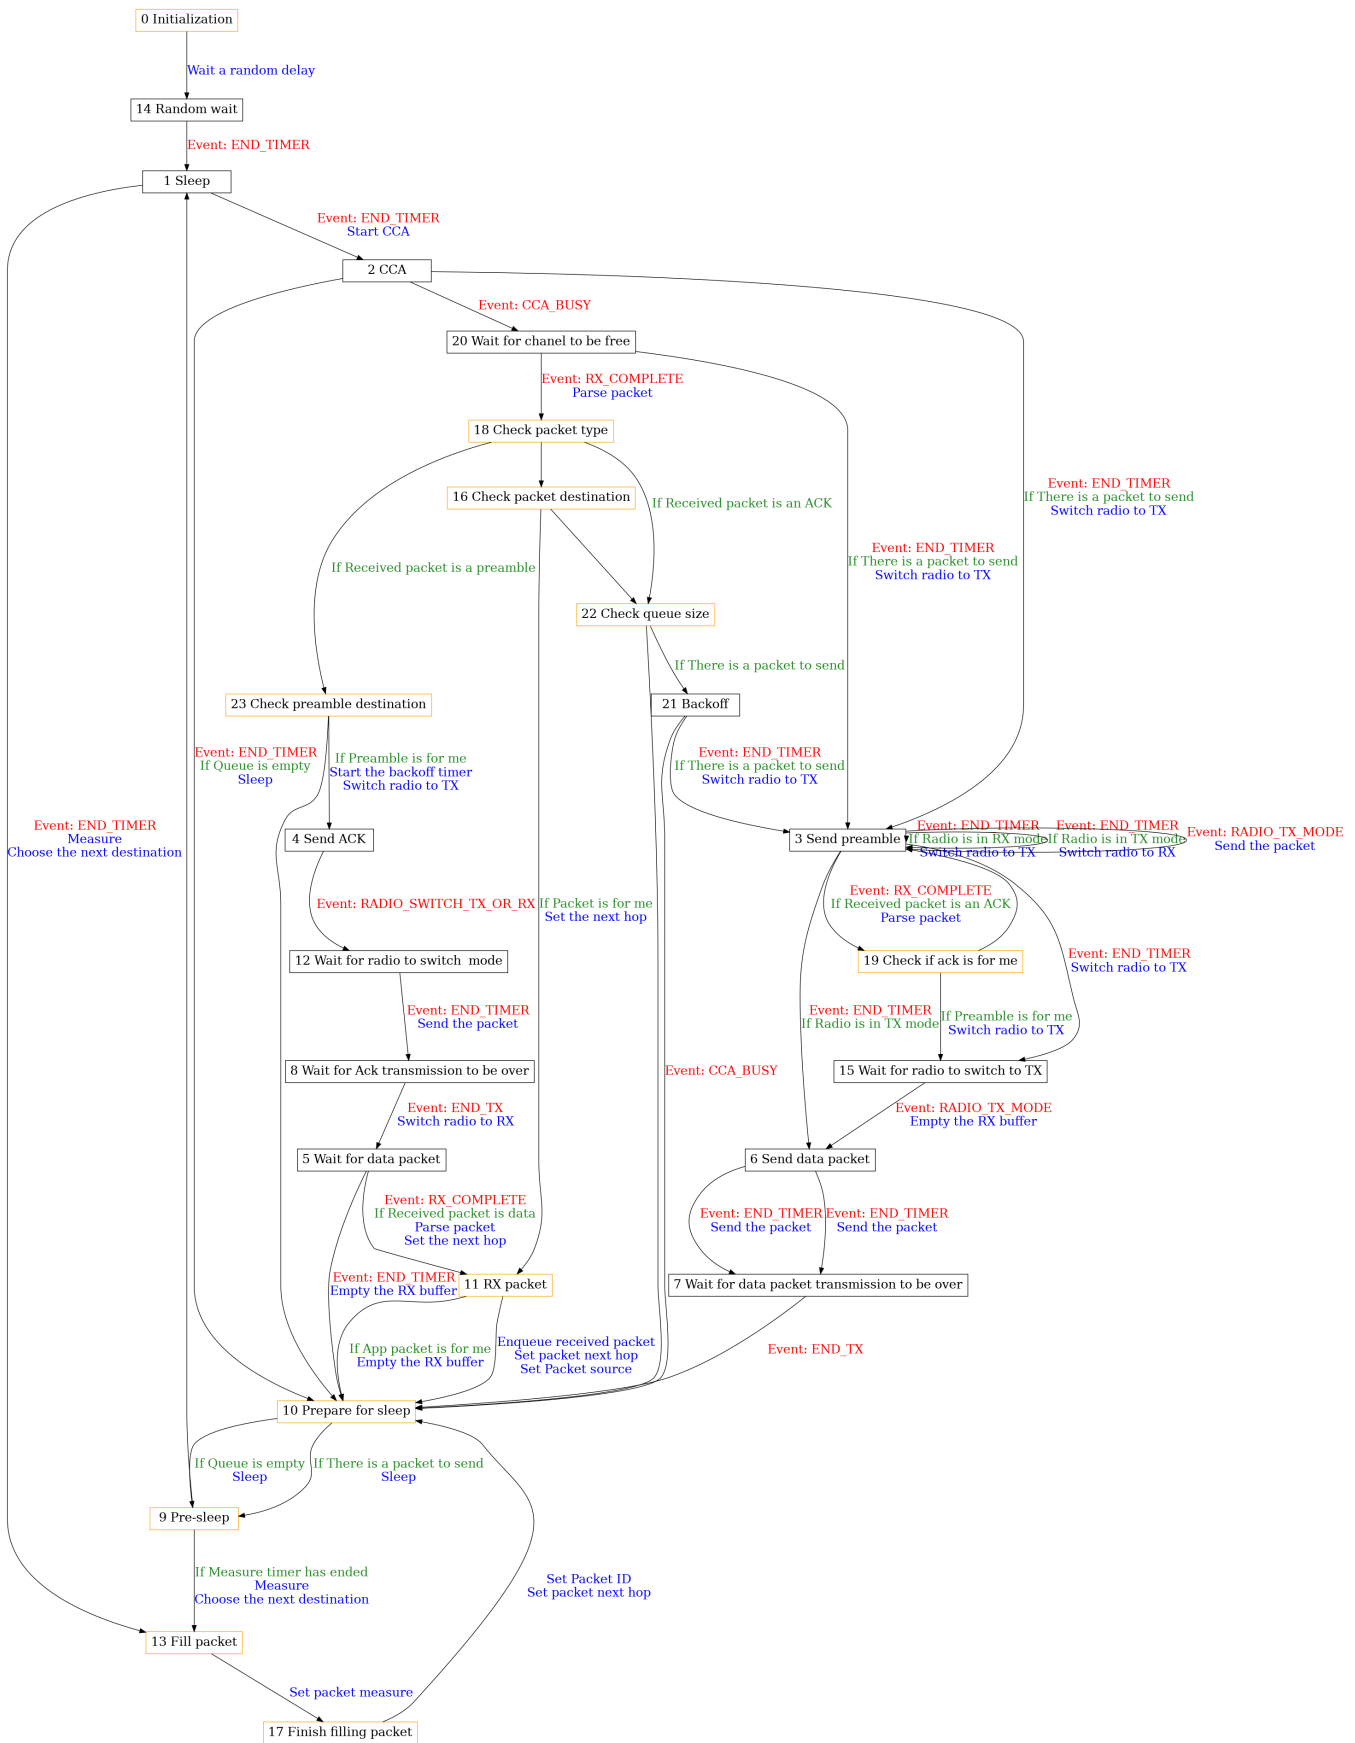 0 Initialization
Wait a random delay
14 Random wait
Event: END_TIMER
1 Sleep
Event: END_TIMER
Start CCA
2 CCA
Event: CCA_BUSY
20 Wait for chanel to be free
Event: RX_COMPLETE
Parse packet
18 Check packet type
16 Check packet destination
If Received packet is an ACK
Event: END_TIMER
If There is a packet to send
Switch radio to TX
Event: END_TIMER
If There is a packet to send
Switch radio to TX
If Received packet is a preamble
22 Check queue size
If There is a packet to send
23 Check preamble destination
21 Backoff
Event: END_TIMER
If Queue is empty
Sleep
If Preamble is for me
Start the backoff timer
Switch radio to TX
Event: END_TIMER
If There is a packet to send
Switch radio to TX
Event: END_TIMER
Measure
Choose the next destination
4 Send ACK
3 Send preamble
Event: END_TIMER
If Radio is in RX mode
Switch radio to TX
Event: END_TIMER
If Radio is in TX mode
Switch radio to RX
Event: RADIO_TX_MODE
Send the packet
Event: RADIO_SWITCH_TX_OR_RX
If Packet is for me
Set the next hop
Event: RX_COMPLETE
If Received packet is an ACK
Parse packet
12 Wait for radio to switch  mode
19 Check if ack is for me
Event: END_TIMER
Switch radio to TX
Event: END_TIMER
Send the packet
Event: END_TIMER
If Radio is in TX mode
If Preamble is for me
Switch radio to TX
8 Wait for Ack transmission to be over
Event: CCA_BUSY
15 Wait for radio to switch to TX
Event: END_TX
Switch radio to RX
Event: RADIO_TX_MODE
Empty the RX buffer
5 Wait for data packet
6 Send data packet
Event: RX_COMPLETE
If Received packet is data
Parse packet
Set the next hop
Event: END_TIMER
Send the packet
Event: END_TIMER
Send the packet
Event: END_TIMER
Empty the RX buffer
11 RX packet
7 Wait for data packet transmission to be over
If App packet is for me
Empty the RX buffer
Enqueue received packet
Set packet next hop
Set Packet source
Event: END_TX
10 Prepare for sleep
If Queue is empty
Sleep
If There is a packet to send
Sleep
9 Pre-sleep
If Measure timer has ended
Measure
Choose the next destination
Set Packet ID
Set packet next hop
13 Fill packet
Set packet measure
17 Finish filling packet